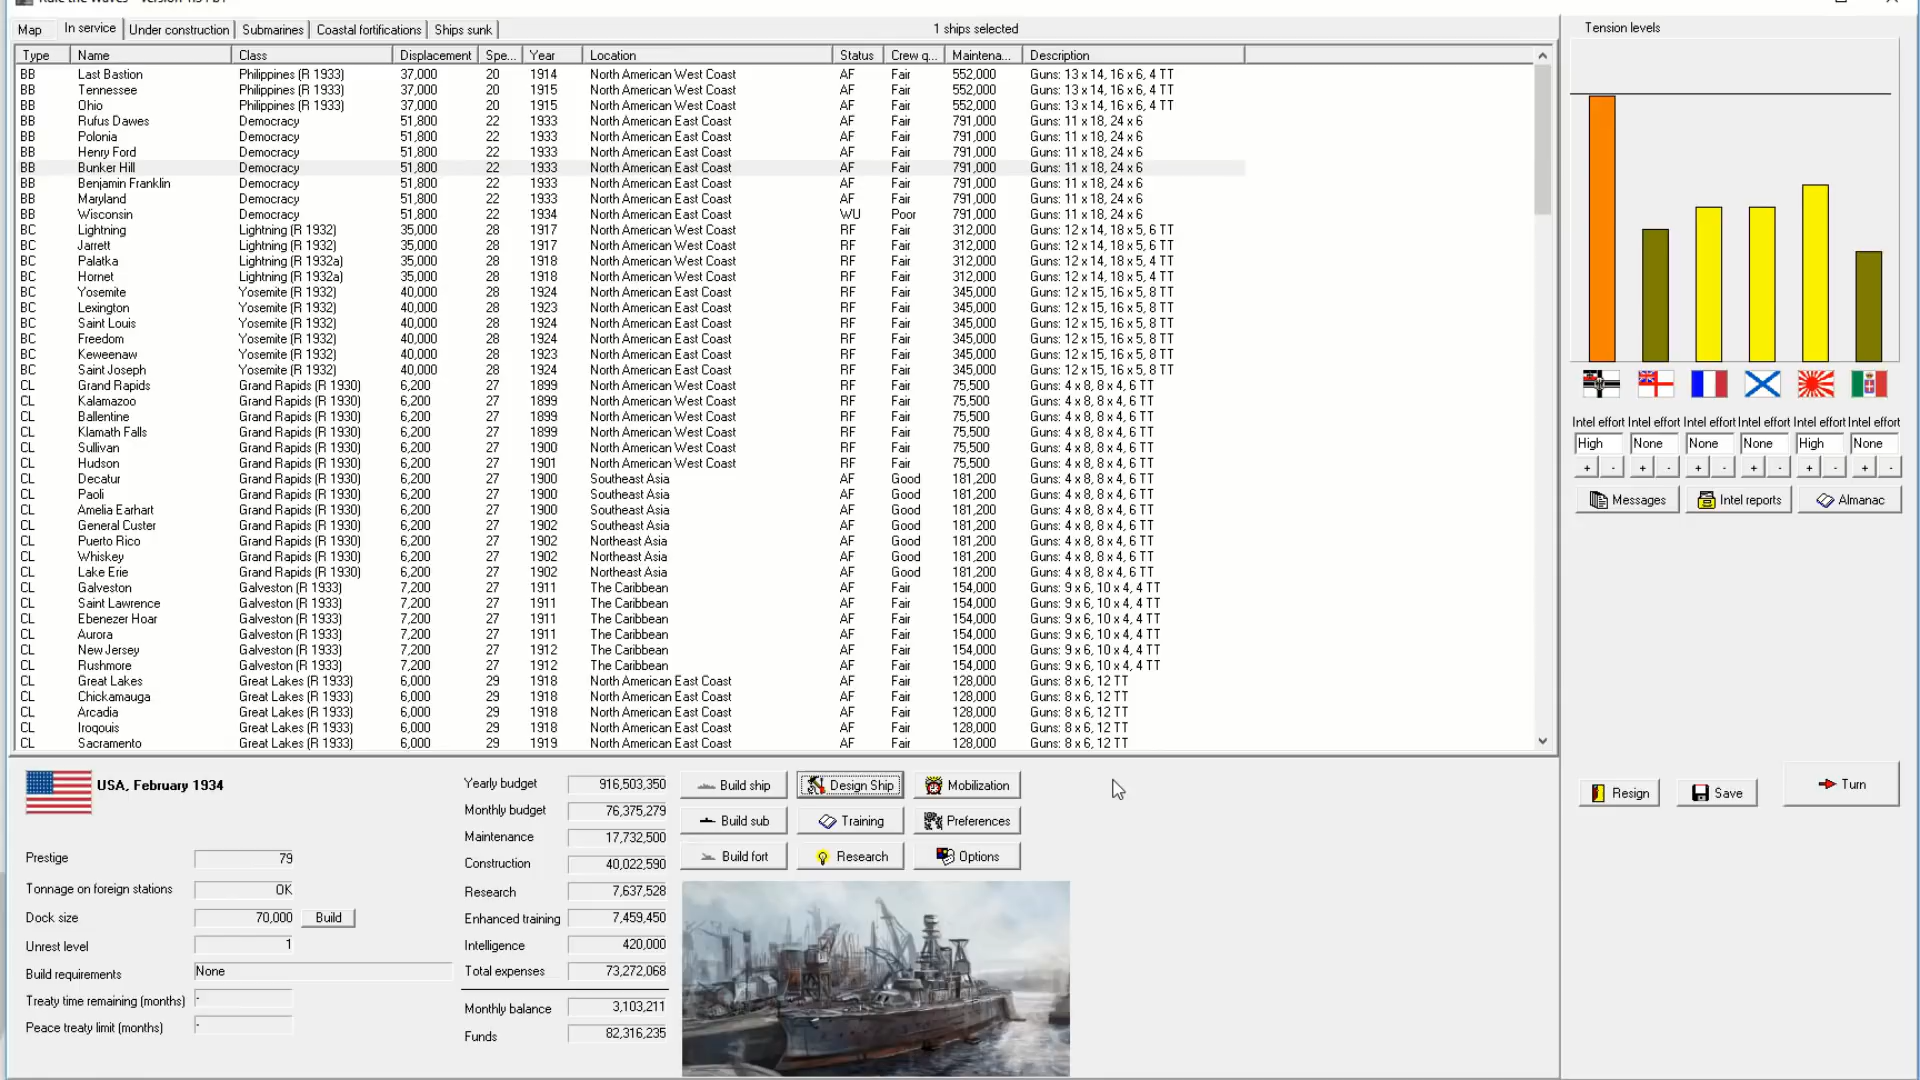 Rule the Waves - Version 1.34 b1
Map In service Under construction Submarines Coastal fortifications Ships sunk 1 ships selected Tension levels
Type Name Class Displacement Spe... Year Location Status Crew q... Maintena... Description
BB Last Bastion Philippines (R 1933) 37,000 20 1914 North American West Coast AF Fair 552,000 Guns: 13 x 14, 16 x 6, 4 TT
BB Tennessee Philippines (R 1933) 37,000 20 1915 North American West Coast AF Fair 552,000 Guns: 13 x 14, 16 x 6, 4 TT
BB Ohio Philippines (R 1933) 37,000 20 1915 North American West Coast AF Fair 552,000 Guns: 13 x 14, 16 x 6, 4 TT
BB Rufus Dawes Democracy 51,800 22 1933 North American East Coast AF Fair 791,000 Guns: 11 x 18, 24 x 6
BB Polonia Democracy 51,800 22 1933 North American East Coast AF Fair 791,000 Guns: 11 x 18, 24 x 6
BB Henry Ford Democracy 51,800 22 1933 North American East Coast AF Fair 791,000 Guns: 11 x 18, 24 x 6
BB Bunker Hill Democracy 51,800 22 1933 North American East Coast AF Fair 791,000 Guns: 11 x 18, 24 x 6
BB Benjamin Franklin Democracy 51,800 22 1933 North American East Coast AF Fair 791,000 Guns: 11 x 18, 24 x 6
BB Maryland Democracy 51,800 22 1933 North American East Coast AF Fair 791,000 Guns: 11 x 18, 24 x 6
BB Wisconsin Democracy 51,800 22 1934 North American East Coast WU Poor 791,000 Guns: 11 x 18, 24 x 6
BC Lightning Lightning (R 1932) 35,000 28 1917 North American West Coast RF Fair 312,000 Guns: 12 x 14, 18 x 5, 6 TT
BC Jarrett Lightning (R 1932) 35,000 28 1917 North American West Coast RF Fair 312,000 Guns: 12 x 14, 18 x 5, 6 TT
BC Palatka Lightning (R 1932a) 35,000 28 1918 North American West Coast RF Fair 312,000 Guns: 12 x 14, 18 x 5, 4 TT
BC Hornet Lightning (R 1932a) 35,000 28 1918 North American West Coast RF Fair 312,000 Guns: 12 x 14, 18 x 5, 4 TT
BC Yosemite Yosemite (R 1932) 40,000 28 1924 North American East Coast RF Fair 345,000 Guns: 12 x 15, 16 x 5, 8 TT
BC Lexington Yosemite (R 1932) 40,000 28 1923 North American East Coast RF Fair 345,000 Guns: 12 x 15, 16 x 5, 8 TT
BC Saint Louis Yosemite (R 1932) 40,000 28 1924 North American East Coast RF Fair 345,000 Guns: 12 x 15, 16 x 5, 8 TT
BC Freedom Yosemite (R 1932) 40,000 28 1924 North American East Coast RF Fair 345,000 Guns: 12 x 15, 16 x 5, 8 TT
BC Keweenaw Yosemite (R 1932) 40,000 28 1923 North American East Coast RF Fair 345,000 Guns: 12 x 15, 16 x 5, 8 TT
BC Saint Joseph Yosemite (R 1932) 40,000 28 1924 North American East Coast RF Fair 345,000 Guns: 12 x 15, 16 x 5, 8 TT
CL Grand Rapids Grand Rapids (R 1930) 6,200 27 1899 North American West Coast RF Fair 75,500 Guns: 4 x 8, 8 x 4, 6 TT
CL Kalamazoo Grand Rapids (R 1930) 6,200 27 1899 North American West Coast RF Fair 75,500 Guns: 4 x 8, 8 x 4, 6 TT
CL Ballentine Grand Rapids (R 1930) 6,200 27 1899 North American West Coast RF Fair 75,500 Guns: 4 x 8, 8 x 4, 6 TT
CL Klamath Falls Grand Rapids (R 1930) 6,200 27 1899 North American West Coast RF Fair 75,500 Guns: 4 x 8, 8 x 4, 6 TT
CL Sullivan Grand Rapids (R 1930) 6,200 27 1900 North American West Coast RF Fair 75,500 Guns: 4 x 8, 8 x 4, 6 TT
CL Hudson Grand Rapids (R 1930) 6,200 27 1901 North American West Coast RF Fair 75,500 Guns: 4 x 8, 8 x 4, 6 TT
CL Decatur Grand Rapids (R 1930) 6,200 27 1900 Southeast Asia AF Good 181,200 Guns: 4 x 8, 8 x 4, 6 TT
CL Paoli Grand Rapids (R 1930) 6,200 27 1900 Southeast Asia AF Good 181,200 Guns: 4 x 8, 8 x 4, 6 TT
CL Amelia Earhart Grand Rapids (R 1930) 6,200 27 1900 Southeast Asia AF Good 181,200 Guns: 4 x 8, 8 x 4, 6 TT
CL General Custer Grand Rapids (R 1930) 6,200 27 1902 Southeast Asia AF Good 181,200 Guns: 4 x 8, 8 x 4, 6 TT
CL Puerto Rico Grand Rapids (R 1930) 6,200 27 1902 Northeast Asia AF Good 181,200 Guns: 4 x 8, 8 x 4, 6 TT
CL Whiskey Grand Rapids (R 1930) 6,200 27 1902 Northeast Asia AF Good 181,200 Guns: 4 x 8, 8 x 4, 6 TT
CL Lake Erie Grand Rapids (R 1930) 6,200 27 1902 Northeast Asia AF Good 181,200 Guns: 4 x 8, 8 x 4, 6 TT
CL Galveston Galveston (R 1933) 7,200 27 1911 The Caribbean AF Fair 154,000 Guns: 9 x 6, 10 x 4, 4 TT
CL Saint Lawrence Galveston (R 1933) 7,200 27 1911 The Caribbean AF Fair 154,000 Guns: 9 x 6, 10 x 4, 4 TT
CL Ebenezer Hoar Galveston (R 1933) 7,200 27 1911 The Caribbean AF Fair 154,000 Guns: 9 x 6, 10 x 4, 4 TT
CL Aurora Galveston (R 1933) 7,200 27 1911 The Caribbean AF Fair 154,000 Guns: 9 x 6, 10 x 4, 4 TT
CL New Jersey Galveston (R 1933) 7,200 27 1912 The Caribbean AF Fair 154,000 Guns: 9 x 6, 10 x 4, 4 TT
CL Rushmore Galveston (R 1933) 7,200 27 1912 The Caribbean AF Fair 154,000 Guns: 9 x 6, 10 x 4, 4 TT
CL Great Lakes Great Lakes (R 1933) 6,000 29 1918 North American East Coast AF Fair 128,000 Guns: 8 x 6, 12 TT
CL Chickamauga Great Lakes (R 1933) 6,000 29 1918 North American East Coast AF Fair 128,000 Guns: 8 x 6, 12 TT
CL Arcadia Great Lakes (R 1933) 6,000 29 1918 North American East Coast AF Fair 128,000 Guns: 8 x 6, 12 TT
CL Iroqouis Great Lakes (R 1933) 6,000 29 1918 North American East Coast AF Fair 128,000 Guns: 8 x 6, 12 TT
CL Sacramento Great Lakes (R 1933) 6,000 29 1919 North American East Coast AF Fair 128,000 Guns: 8 x 6, 12 TT
Intel effort Intel effort Intel effort Intel effort Intel effort Intel effort
High None None None High None
+ - + - + - + - + - + -
Messages Intel reports Almanac
USA, February 1934
Prestige 79
Tonnage on foreign stations OK
Dock size 70,000 Build
Unrest level 1
Build requirements None
Treaty time remaining (months) -
Peace treaty limit (months) -
Yearly budget 916,503,350
Monthly budget 76,375,279
Maintenance 17,732,500
Construction 40,022,590
Research 7,637,528
Enhanced training 7,459,450
Intelligence 420,000
Total expenses 73,272,068
Monthly balance 3,103,211
Funds 82,316,235
Build ship Design Ship Mobilization
Build sub Training Preferences
Build fort Research Options
Resign Save Turn